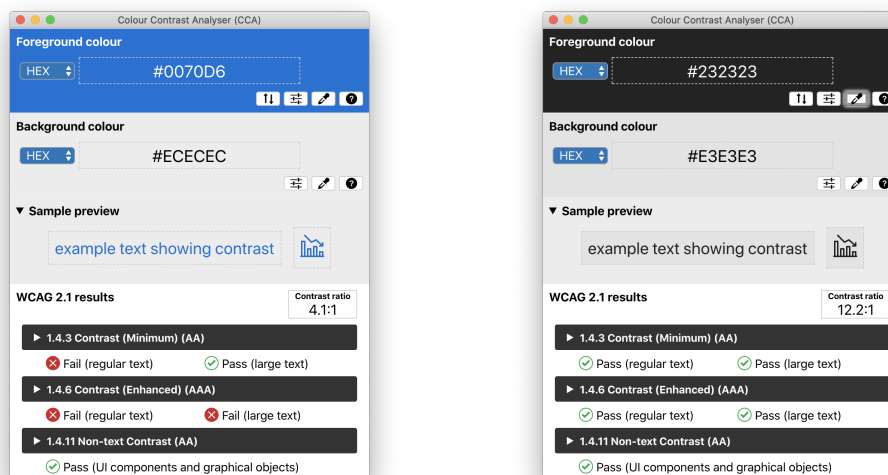 Colour Contrast Analyser (CCA)
Foreground colour
HEX #0070D6
Background colour
HEX #ECECEC
Sample preview
example text showing contrast
WCAG 2.1 results
Contrast ratio
4.1:1
1.4.3 Contrast (Minimum) (AA)
Fail (regular text) Pass (large text)
1.4.6 Contrast (Enhanced) (AAA)
Fail (regular text) Fail (large text)
1.4.11 Non-text Contrast (AA)
Pass (UI components and graphical objects)
Colour Contrast Analyser (CCA)
Foreground colour
HEX #232323
Background colour
HEX #E3E3E3
Sample preview
example text showing contrast
WCAG 2.1 results
Contrast ratio
12.2:1
1.4.3 Contrast (Minimum) (AA)
Pass (regular text) Pass (large text)
1.4.6 Contrast (Enhanced) (AAA)
Pass (regular text) Pass (large text)
1.4.11 Non-text Contrast (AA)
Pass (UI components and graphical objects)